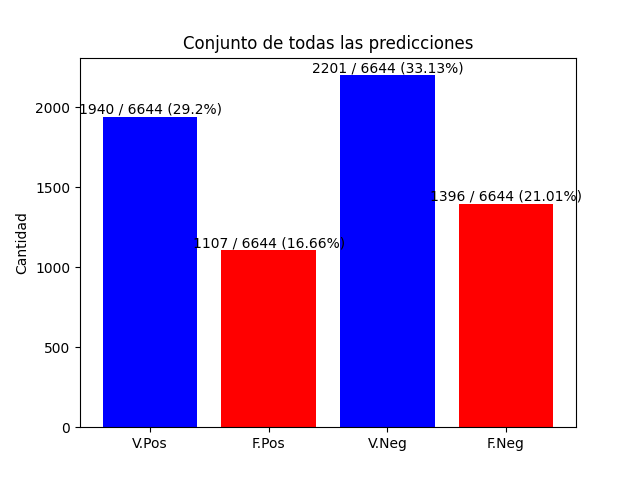 Conjunto de todas las predicciones
2201 / 6644 (33.13%)
1940 / 6644 (29.2%)
1396 / 6644 (21.01%)
1107 / 6644 (16.66%)
Cantidad
2000
1500
1000
500
0
V.Pos F.Pos V.Neg F.Neg